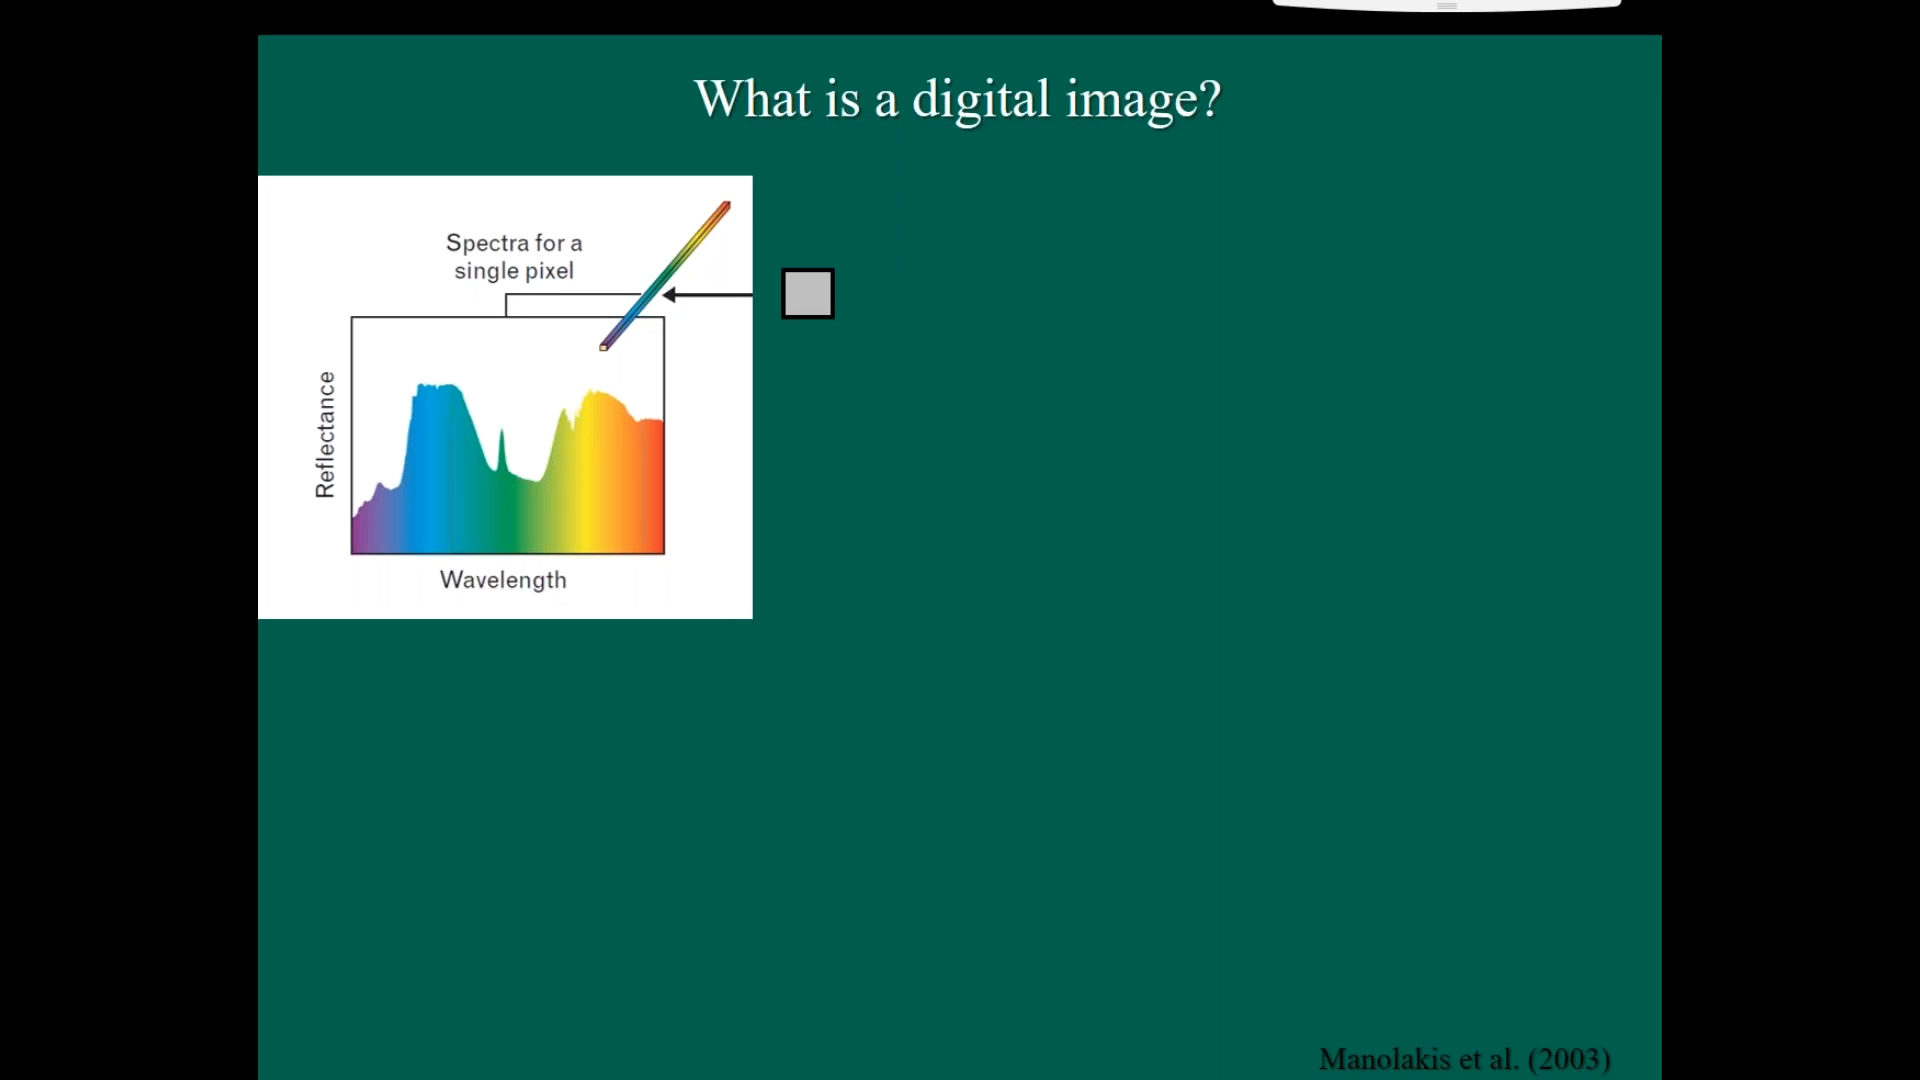 What is a digital image?
Spectra for a
single pixel
Reflectance
Wavelength
Manolakis et al. (2003)